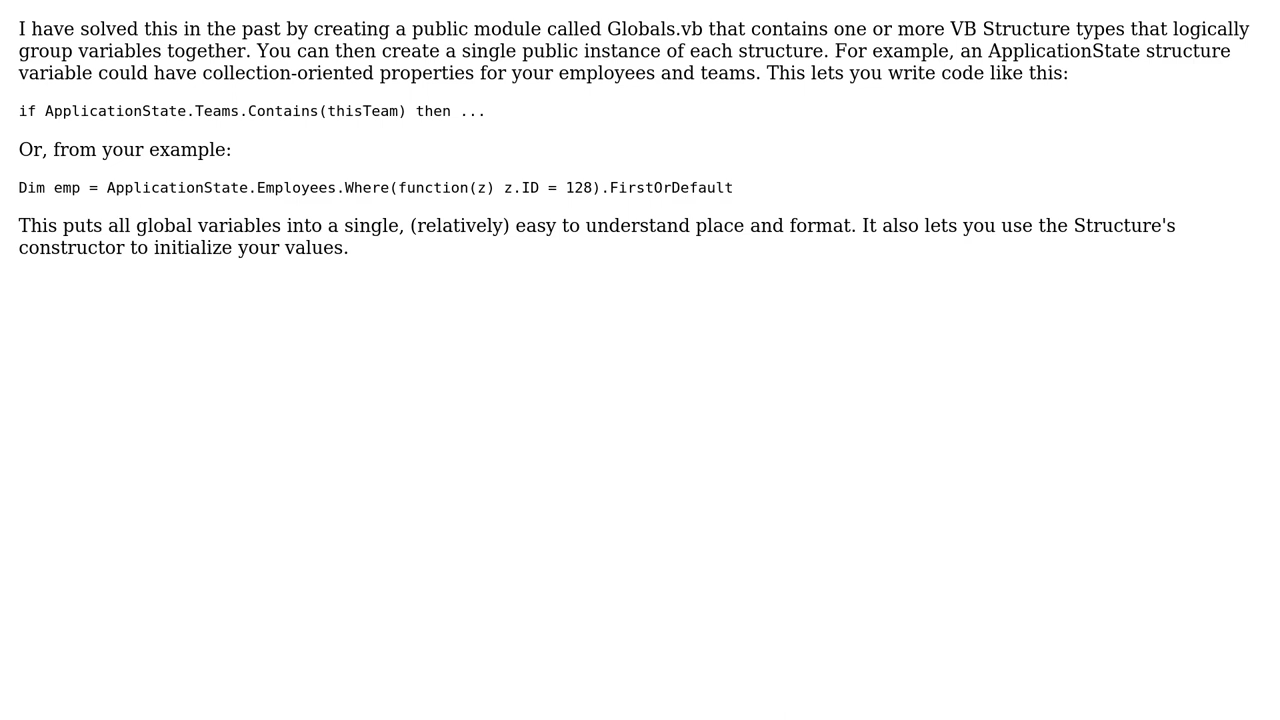 I have solved this in the past by creating a public module called Globals.vb that contains one or more VB Structure types that logically
group variables together. You can then create a single public instance of each structure. For example, an ApplicationState structure
variable could have collection-oriented properties for your employees and teams. This lets you write code like this:
if ApplicationState.Teams.Contains(thisTeam) then ...
Or, from your example:
Dim emp = ApplicationState.Employees.Where(function(z) z.ID = 128).FirstOrDefault
This puts all global variables into a single, (relatively) easy to understand place and format. It also lets you use the Structure's
constructor to initialize your values.